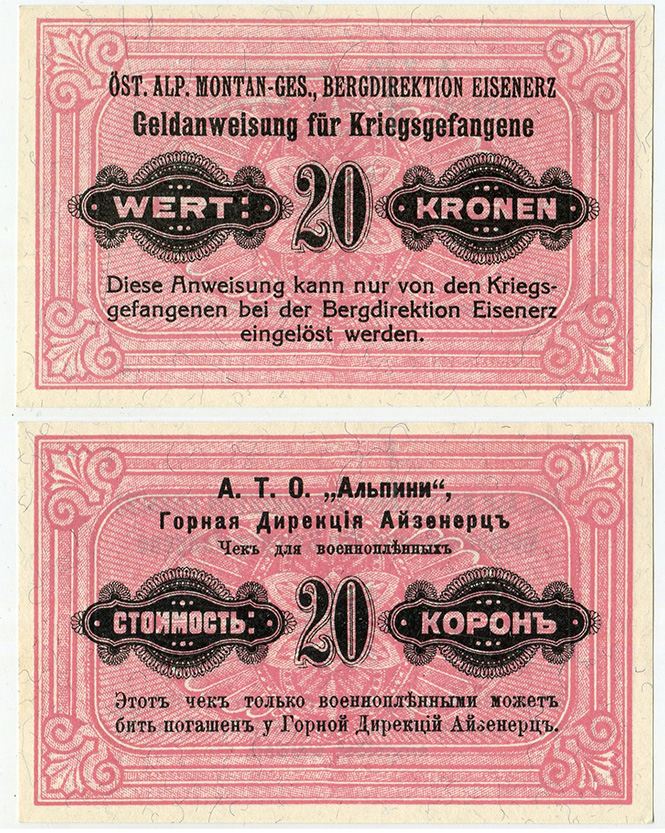 ÖST. ALP. MONTAN-GES., BERGDIREKTION EISENERZ
Geldanweisung für Kriegsgefangene
WERT: 20 KRONEN
Diese Anweisung kann nur von den Kriegs-
gefangenen bei der Bergdirektion Eisenerz
eingelöst werden.
А. Т. О. „Альпини“,
Горная Дирекція Айзенерцъ
Чекъ для военноплѣнныхъ
СТОИМОСТЬ: 20 КОРОНЪ
Этотъ чекъ только военноплѣнными можетъ
бить погашенъ у Горной Дирекцій Айзенерцъ.